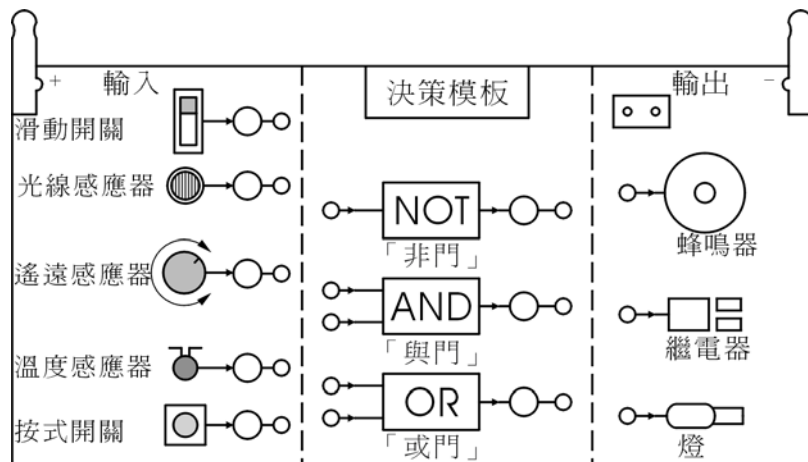 +
輸入
滑動開關
光線感應器
遙遠感應器
溫度感應器
按式開關
決策模板
NOT
「非門」
AND
「與門」
OR
「或門」
輸出
-
蜂鳴器
繼電器
燈